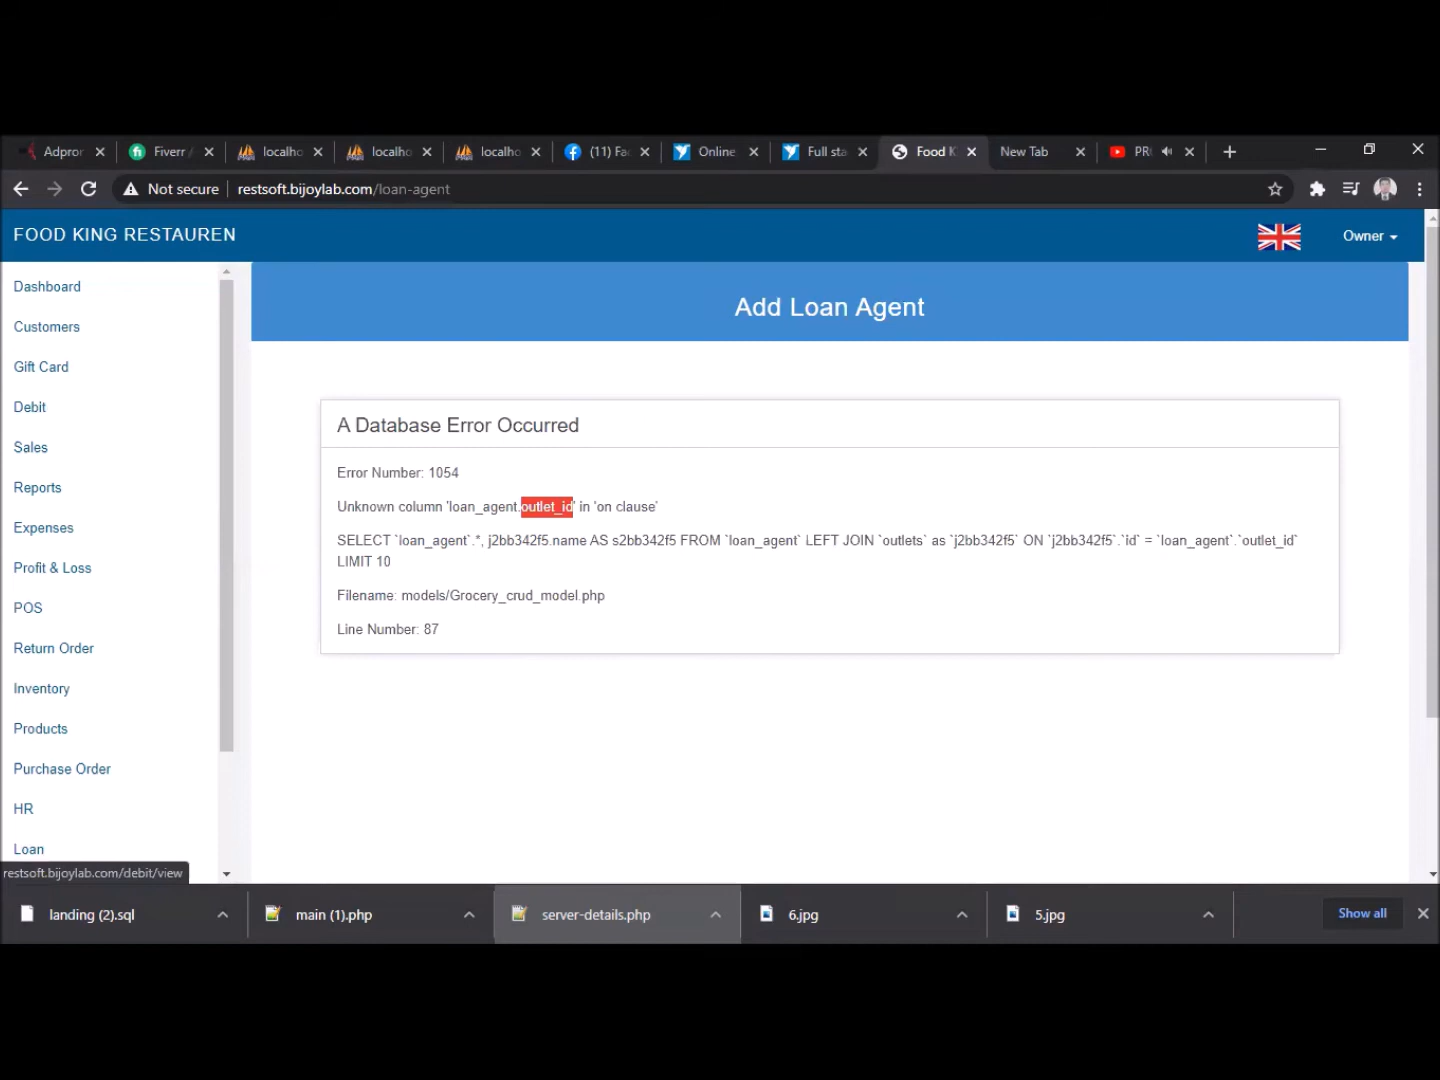 Adpror
Fiverr /
localho
localho
localho
(11) Fac
Online
Full sta
Food K
New Tab
PR
Not secure
restsoft.bijoylab.com/loan-agent
FOOD KING RESTAUREN
Owner
Dashboard
Customers
Gift Card
Debit
Sales
Reports
Expenses
Profit & Loss
POS
Return Order
Inventory
Products
Purchase Order
HR
Loan
Add Loan Agent
A Database Error Occurred
Error Number: 1054
Unknown column 'loan_agent.outlet_id' in 'on clause'
SELECT `loan_agent`.*, j2bb342f5.name AS s2bb342f5 FROM `loan_agent` LEFT JOIN `outlets` as `j2bb342f5` ON `j2bb342f5`.`id` = `loan_agent`.`outlet_id`
LIMIT 10
Filename: models/Grocery_crud_model.php
Line Number: 87
restsoft.bijoylab.com/debit/view
landing (2).sql
main (1).php
server-details.php
6.jpg
5.jpg
Show all